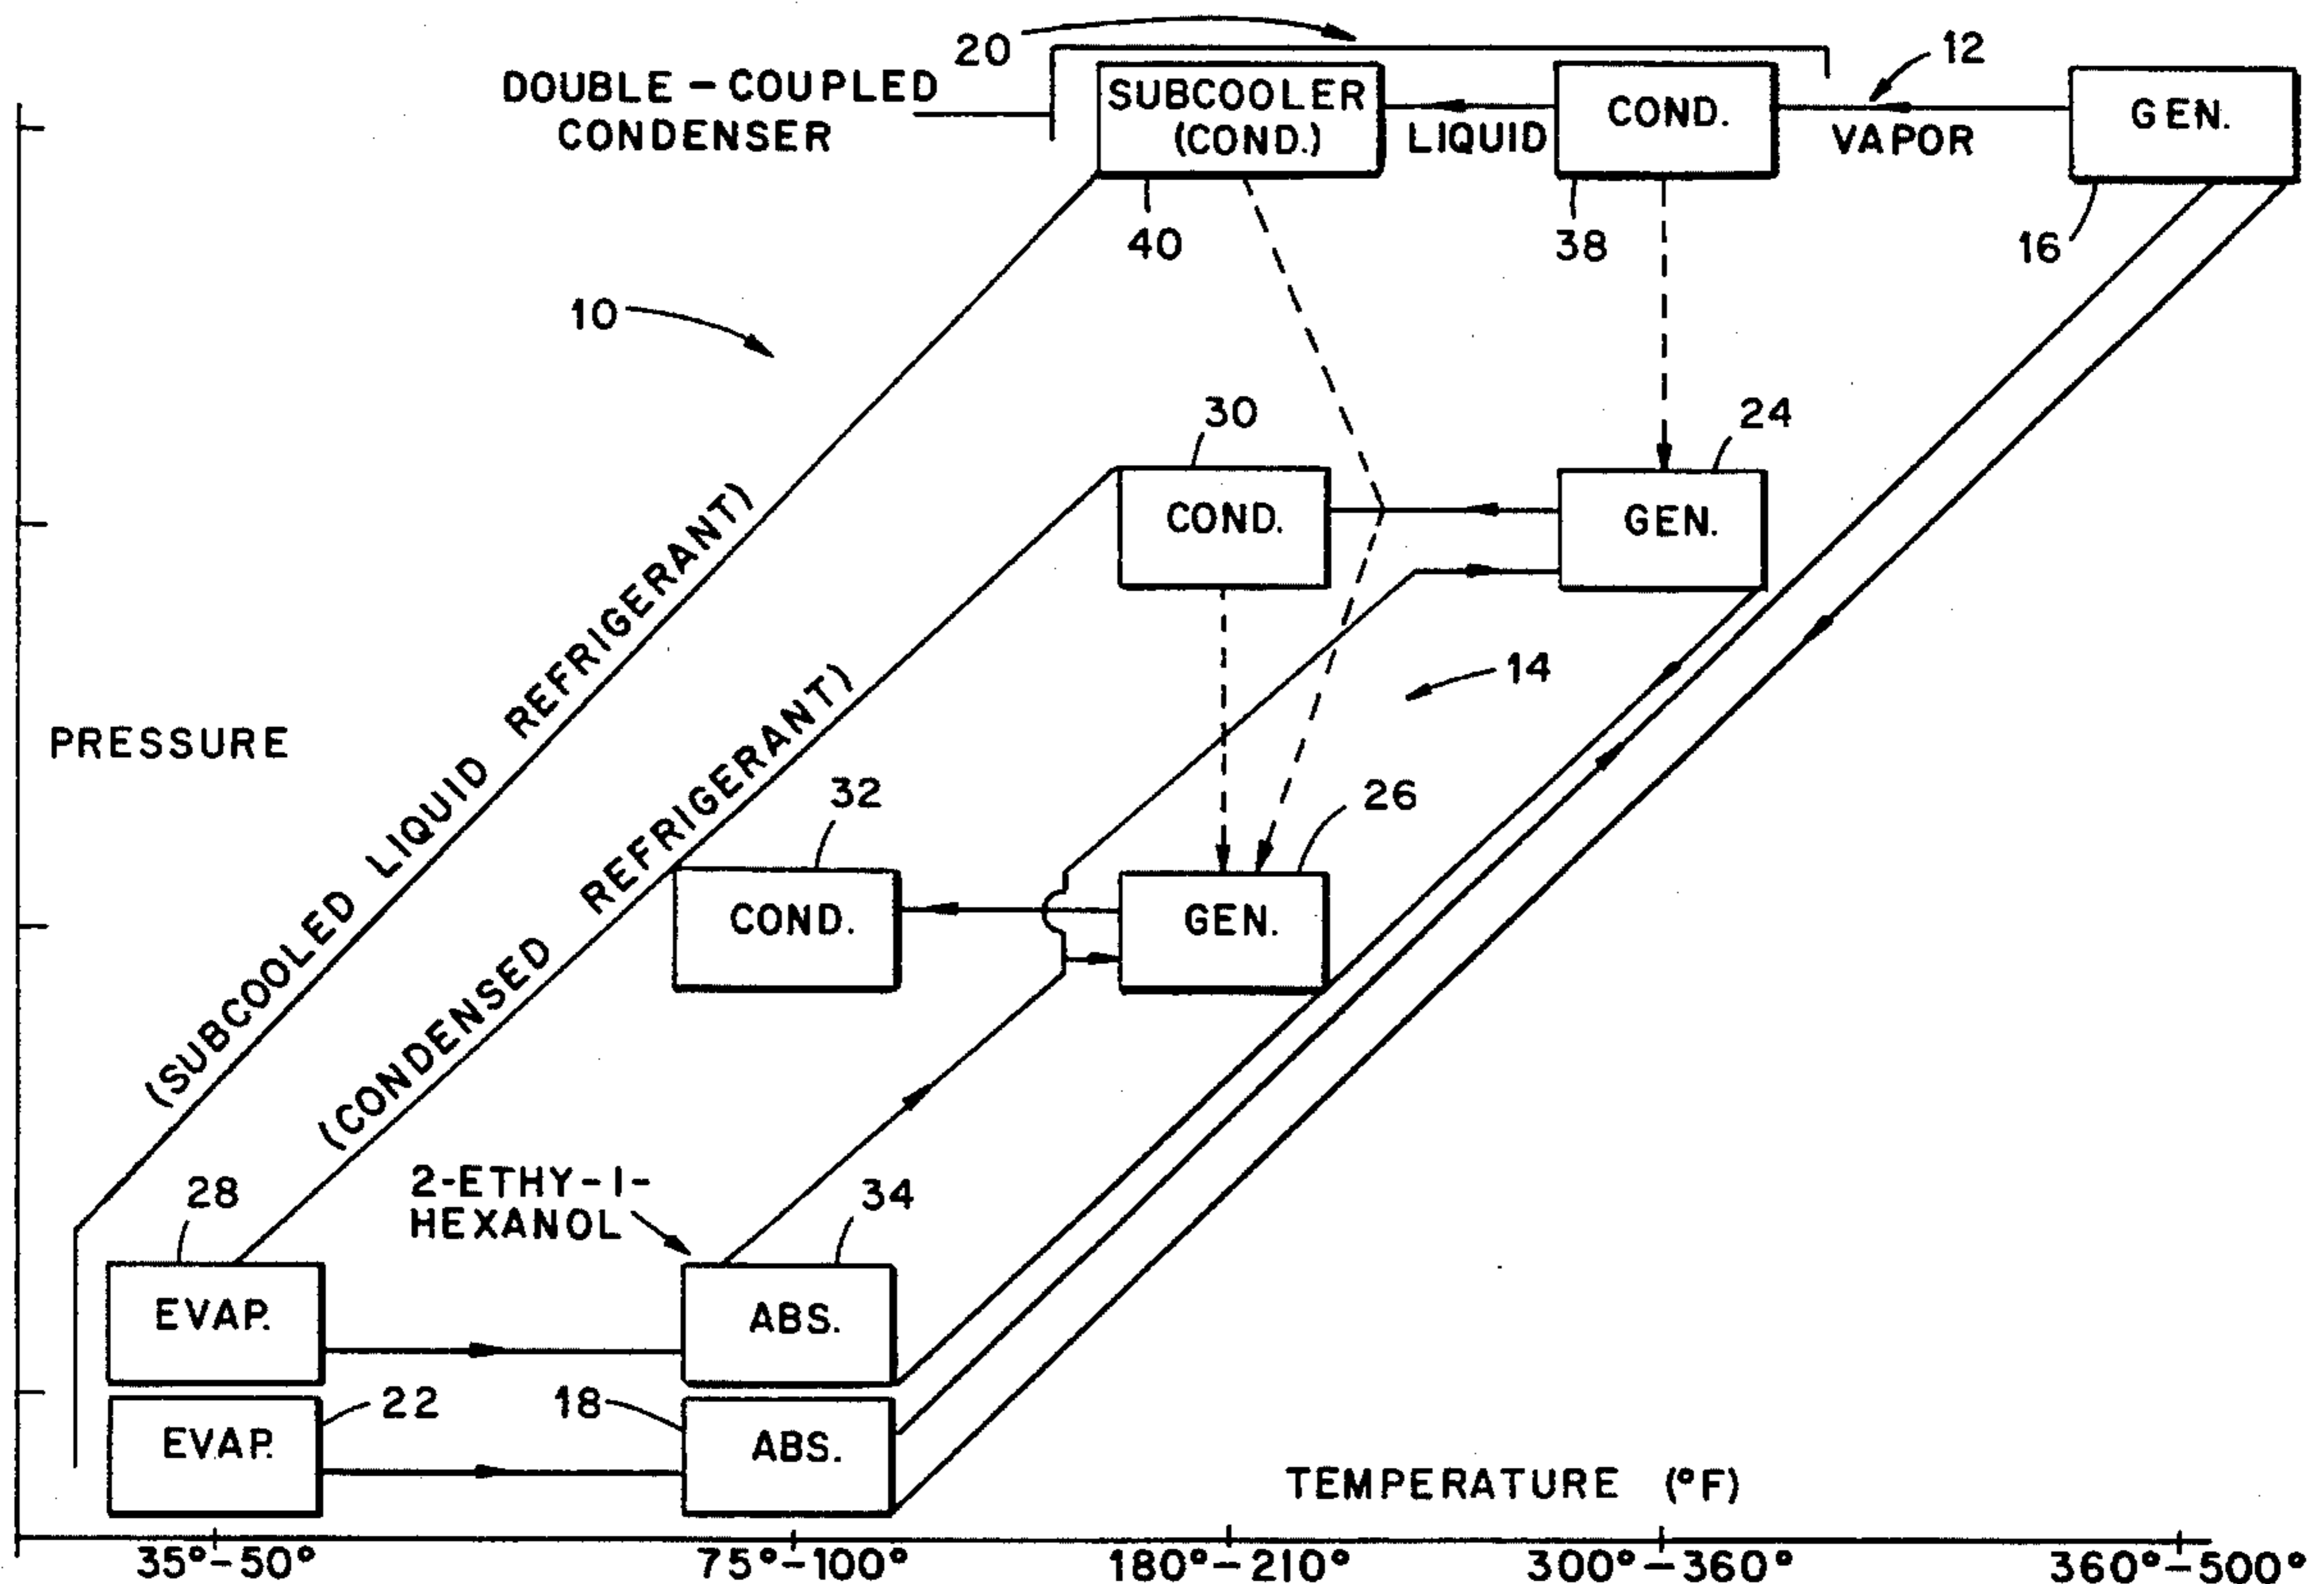 20
12
DOUBLE - COUPLED
CONDENSER
SUBCOOLER
(COND.)
LIQUID
COND.
VAPOR
GEN.
40
38
16
10
30
24
COND.
GEN.
14
(SUBCOOLED LIQUID REFRIGERANT)
(CONDENSED REFRIGERANT)
PRESSURE
32
26
COND.
GEN.
28
2-ETHY-1-
HEXANOL
34
EVAP.
ABS.
22
18
EVAP.
ABS.
TEMPERATURE (°F)
35°-50°
75°-100°
180°-210°
300°-360°
360°-500°